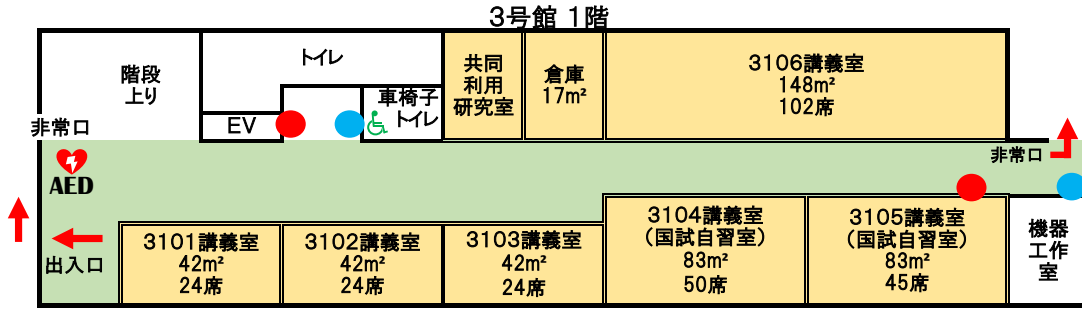 3号館 1階
階段
上り
トイレ
共同
利用
研究室
倉庫
17m²
3106講義室
148m²
102席
車椅子
トイレ
EV
非常口
AED
非常口
3101講義室
42m²
24席
3102講義室
42m²
24席
3103講義室
42m²
24席
3104講義室
(国試自習室)
83m²
50席
3105講義室
(国試自習室)
83m²
45席
機器
工作
室
出入口